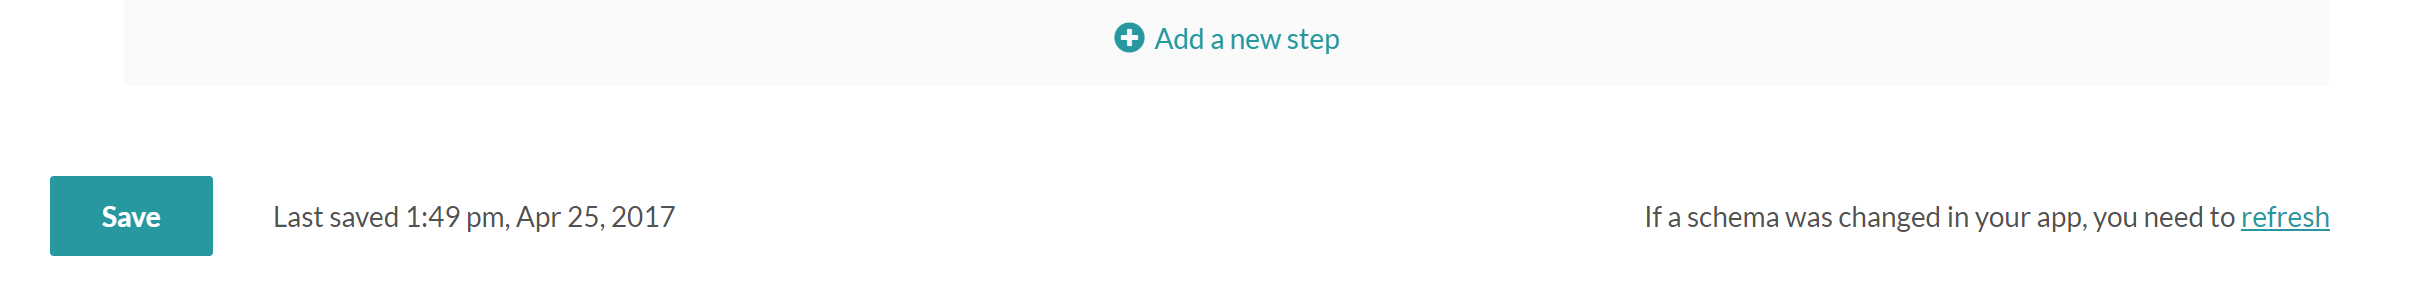 Add a new step
Save
Last saved 1:49 pm, Apr 25, 2017
If a schema was changed in your app, you need to refresh